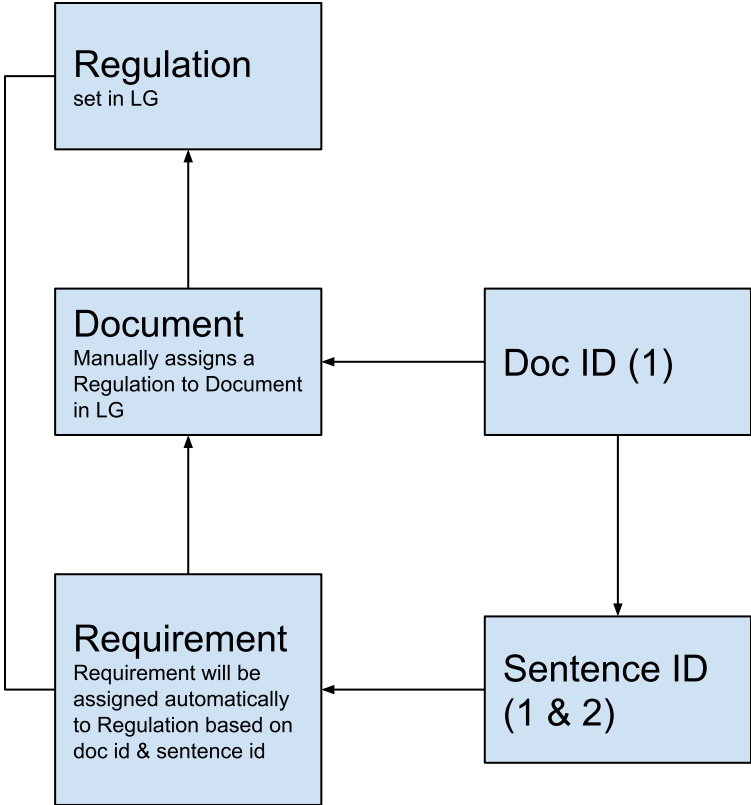 Regulation
set in LG
Document
Manually assigns a
Regulation to Document
in LG
Doc ID (1)
Requirement
Requirement will be
assigned automatically
to Regulation based on
doc id & sentence id
Sentence ID
(1 & 2)